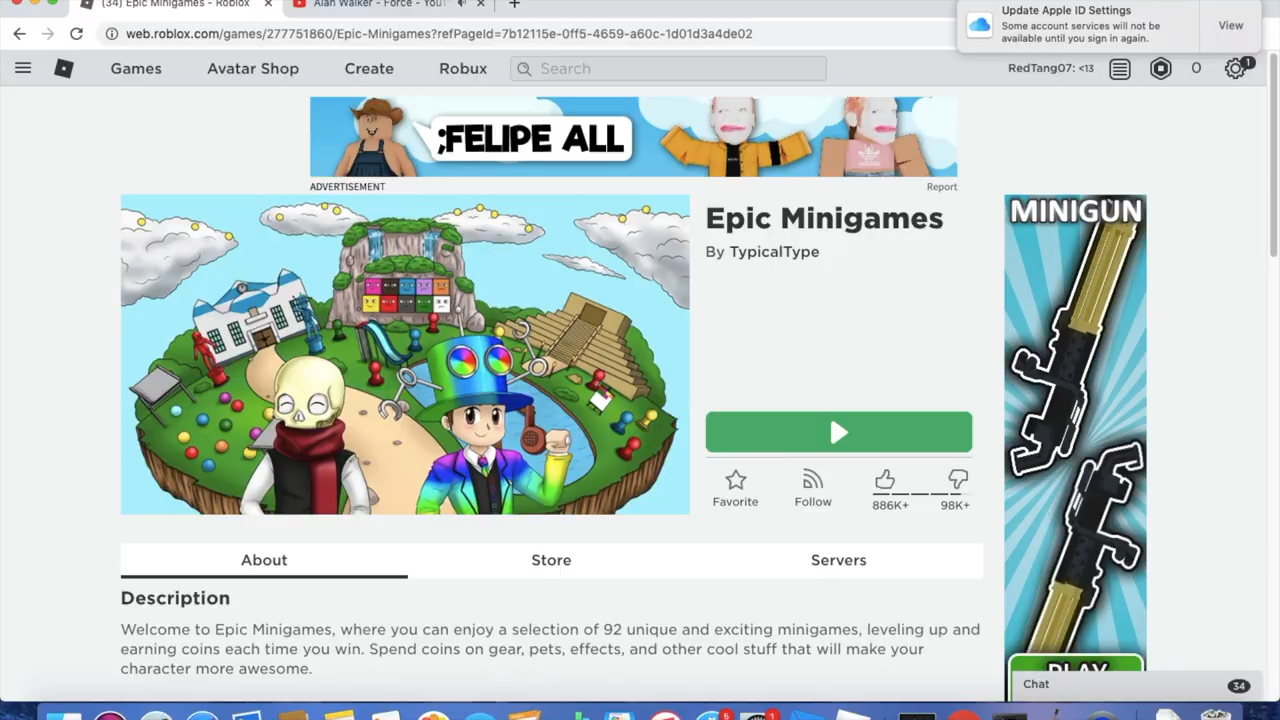 (34) Epic Minigames - Roblox
Alan Walker - Force - YouT
Update Apple ID Settings
Some account services will not be
available until you sign in again.
View
web.roblox.com/games/277751860/Epic-Minigames?refPageId=7b12115e-0ff5-4659-a60c-1d01d3a4de02
Games
Avatar Shop
Create
Robux
Search
RedTang07: <13
0
1
;FELIPE ALL
ADVERTISEMENT
Report
Epic Minigames
By TypicalType
MINIGUN
Favorite
Follow
886K+
98K+
About
Store
Servers
Description
Welcome to Epic Minigames, where you can enjoy a selection of 92 unique and exciting minigames, leveling up and
earning coins each time you win. Spend coins on gear, pets, effects, and other cool stuff that will make your
character more awesome.
PLAY
Chat
34
5
1